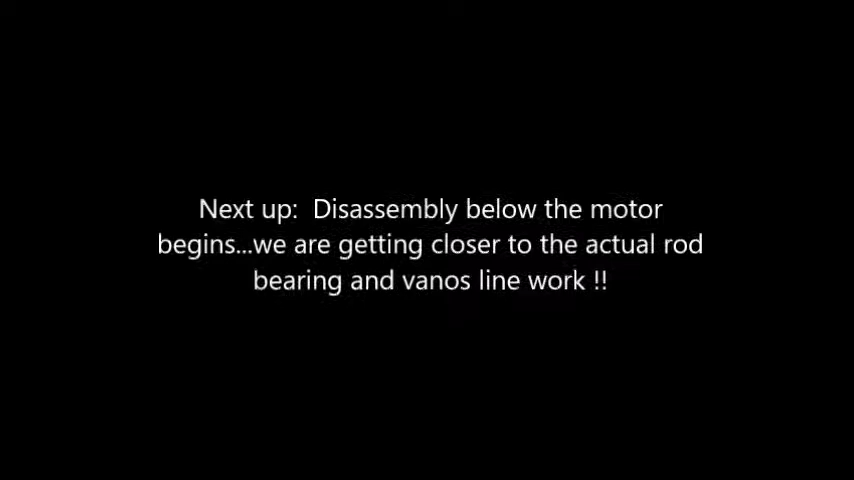 Next up:  Disassembly below the motor
begins...we are getting closer to the actual rod
bearing and vanos line work !!